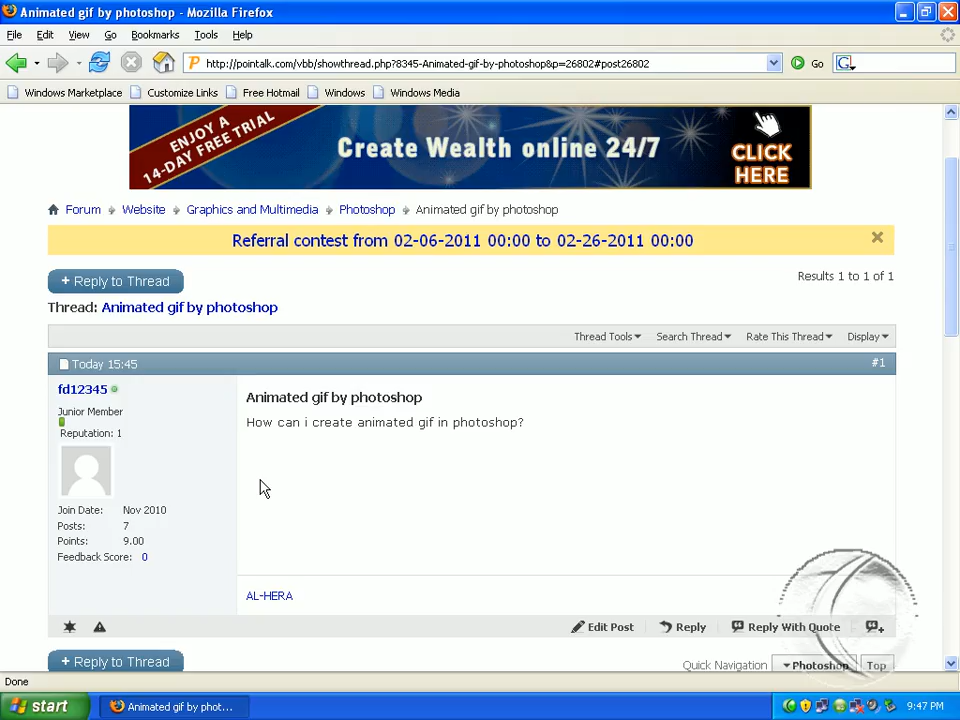 Animated gif by photoshop - Mozilla Firefox
File Edit View Go Bookmarks Tools Help
http://pointalk.com/vbb/showthread.php?8345-Animated-gif-by-photoshop&p=26802#post26802 Go G
Windows Marketplace Customize Links Free Hotmail Windows Windows Media
ENJOY A 14-DAY FREE TRIAL
Create Wealth online 24/7
CLICK HERE
Forum Website Graphics and Multimedia Photoshop Animated gif by photoshop
Referral contest from 02-06-2011 00:00 to 02-26-2011 00:00
+ Reply to Thread
Results 1 to 1 of 1
Thread: Animated gif by photoshop
Thread Tools Search Thread Rate This Thread Display
Today 15:45 #1
fd12345
Junior Member
Reputation: 1
Join Date: Nov 2010
Posts: 7
Points: 9.00
Feedback Score: 0
Animated gif by photoshop
How can i create animated gif in photoshop?
AL-HERA
Edit Post Reply Reply With Quote
+ Reply to Thread
Quick Navigation Photoshop Top
Done
start Animated gif by phot... 9:47 PM